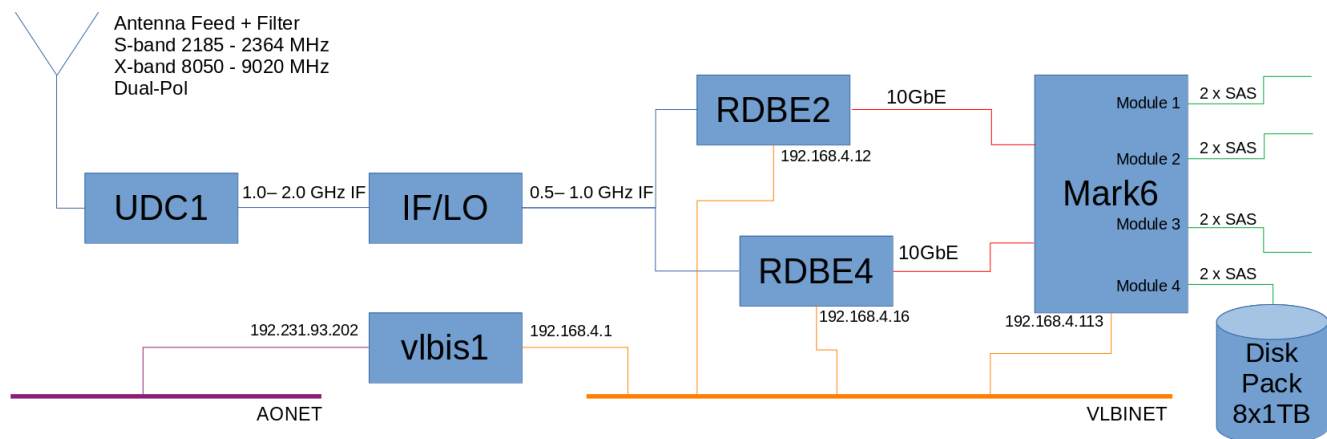 Antenna Feed + Filter
S-band 2185 - 2364 MHz
X-band 8050 - 9020 MHz
Dual-Pol
UDC1
1.0– 2.0 GHz IF
IF/LO
0.5– 1.0 GHz IF
RDBE2
10GbE
192.168.4.12
RDBE4
10GbE
192.168.4.16
Mark6
Module 1
2 x SAS
Module 2
2 x SAS
Module 3
2 x SAS
Module 4
2 x SAS
192.168.4.113
Disk
Pack
8x1TB
192.231.93.202
vlbis1
192.168.4.1
AONET
VLBINET